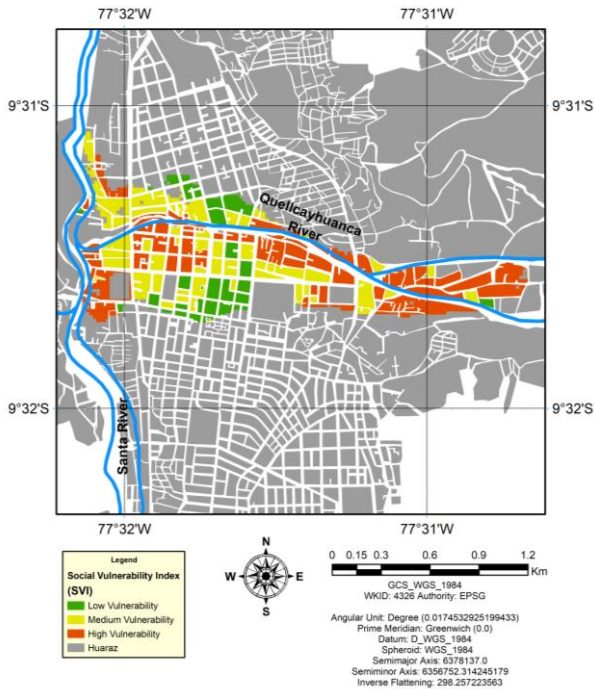 77°32'W 77°31'W
9°31'S 9°31'S
Quellcayhuanca
River
9°32'S 9°32'S
Santa River
77°32'W 77°31'W
Legend
Social Vulnerability Index
(SVI)
Low Vulnerability
Medium Vulnerability
High Vulnerability
Huaraz
N
W E
S
0 0.15 0.3 0.6 0.9 1.2
Km
GCS_WGS_1984
WKID: 4326 Authority: EPSG
Angular Unit: Degree (0.0174532925199433)
Prime Meridian: Greenwich (0.0)
Datum: D_WGS_1984
Spheroid: WGS_1984
Semimajor Axis: 6378137.0
Semiminor Axis: 6356752.314245179
Inverse Flattening: 298.257223563